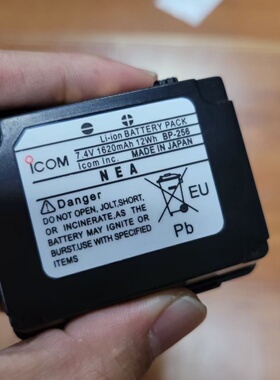 Li-ion BATTERY PACK
7.4V 1620mAh 12Wh BP-256
ICOM Icom Inc. MADE IN JAPAN
NEA
Danger
DO NOT OPEN, JOLT, SHORT,
OR INCINERATE, AS THE
BATTERY MAY IGNITE OR
BURST. USE WITH SPECIFIED
ITEMS
EU
Pb